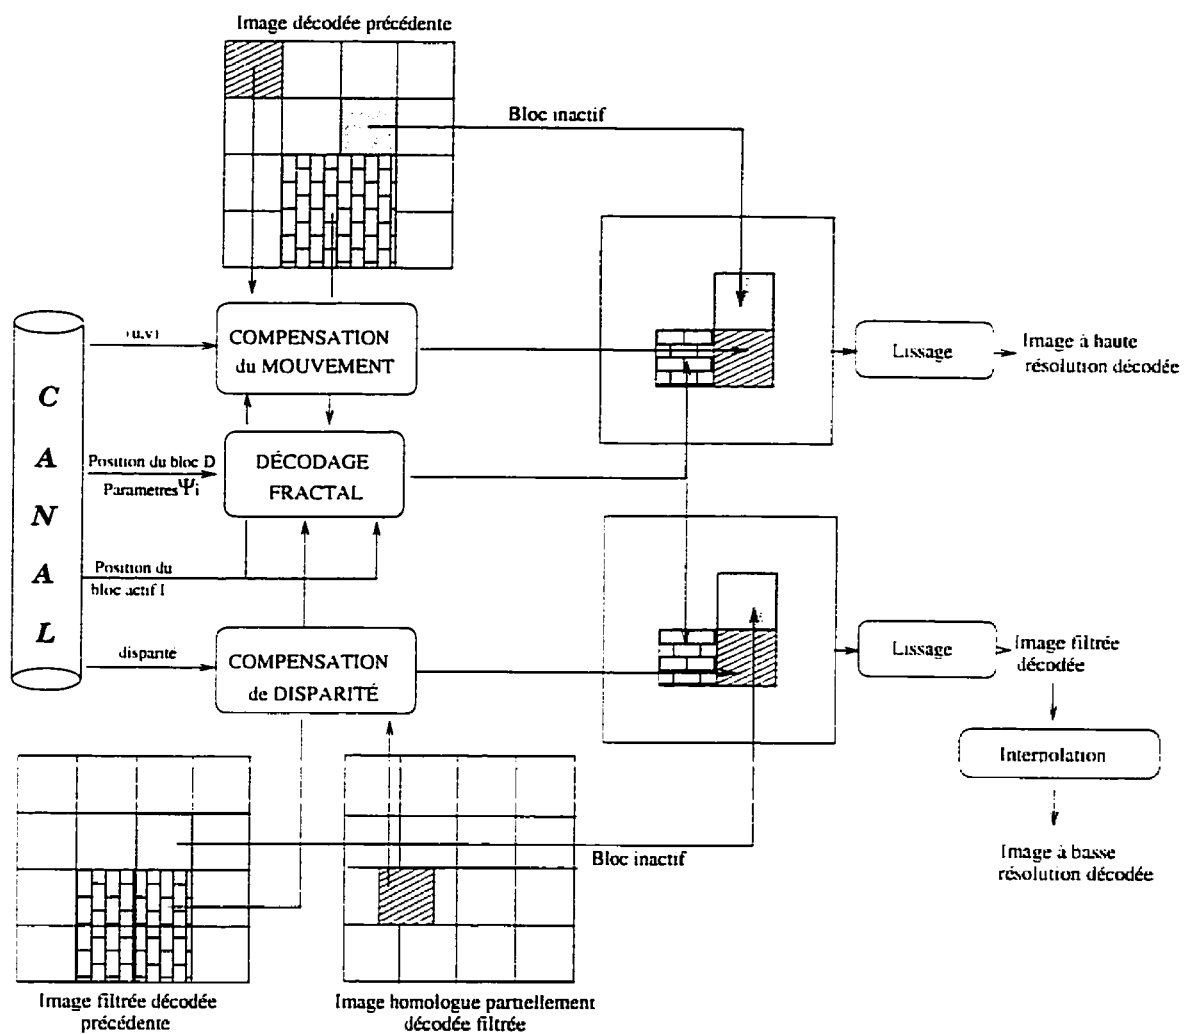 Image décodée précédente
Bloc inactif
(u,v)
COMPENSATION
du MOUVEMENT
Lissage
Image à haute
résolution décodée
C
A
N
A
L
Position du bloc D
Parametres Ψi
DÉCODAGE
FRACTAL
Position du
bloc actif I
disparité
COMPENSATION
de DISPARITÉ
Lissage
Image filtrée
décodée
Interpolation
Image à basse
résolution décodée
Bloc inactif
Image filtrée décodée
précédente
Image homologue partiellement
décodée filtrée